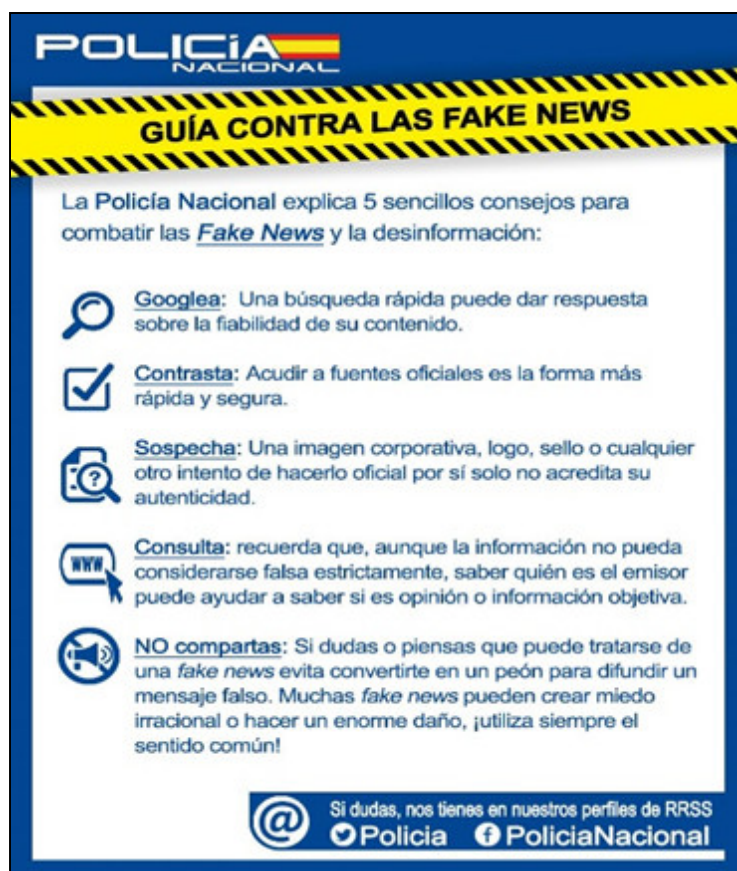 POLICÍA
NACIONAL
GUÍA CONTRA LAS FAKE NEWS
La Policía Nacional explica 5 sencillos consejos para
combatir las Fake News y la desinformación:
Googlea: Una búsqueda rápida puede dar respuesta
sobre la fiabilidad de su contenido.
Contrasta: Acudir a fuentes oficiales es la forma más
rápida y segura.
Sospecha: Una imagen corporativa, logo, sello o cualquier
otro intento de hacerlo oficial por sí solo no acredita su
autenticidad.
?
Consulta: recuerda que, aunque la información no pueda
considerarse falsa estrictamente, saber quién es el emisor
puede ayudar a saber si es opinión o información objetiva.
WWW
NO compartas: Si dudas o piensas que puede tratarse de
una fake news evita convertirte en un peón para difundir un
mensaje falso. Muchas fake news pueden crear miedo
irracional o hacer un enorme daño, ¡utiliza siempre el
sentido común!
@
Si dudas, nos tienes en nuestros perfiles de RRSS
Policia f PoliciaNacional